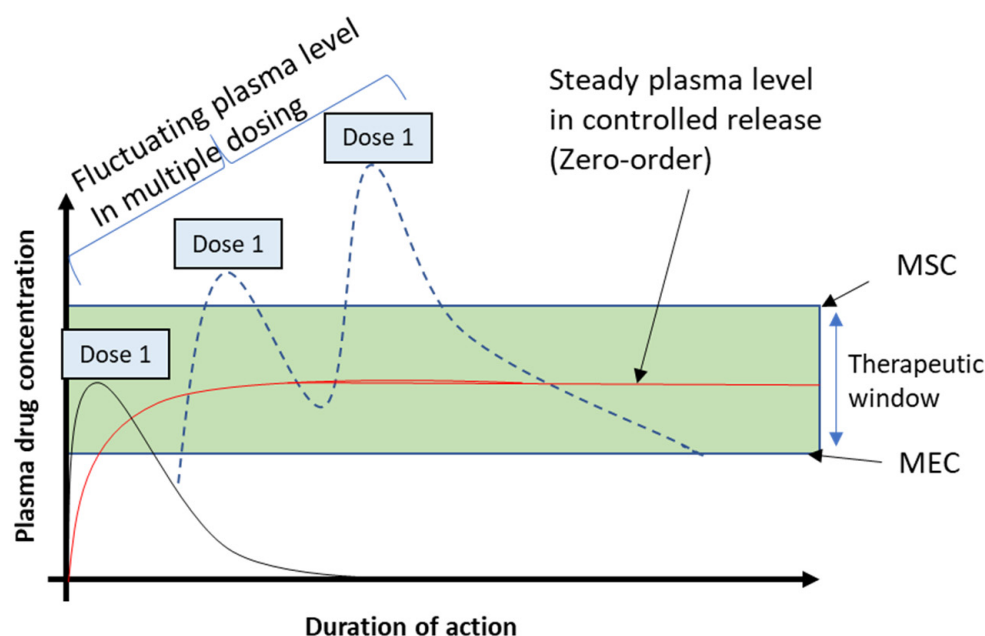 Fluctuating plasma level
In multiple dosing
Dose 1
Steady plasma level
in controlled release
(Zero-order)
Dose 1
MSC
Dose 1
Therapeutic
window
MEC
Plasma drug concentration
Duration of action